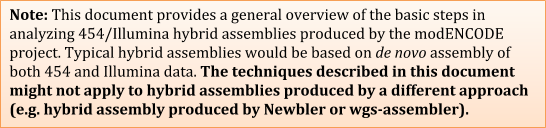 Note: This document provides a general overview of the basic steps in
analyzing 454/Illumina hybrid assemblies produced by the modENCODE
project. Typical hybrid assemblies would be based on de novo assembly of
both 454 and Illumina data. The techniques described in this document
might not apply to hybrid assemblies produced by a different approach
(e.g. hybrid assembly produced by Newbler or wgs-assembler).